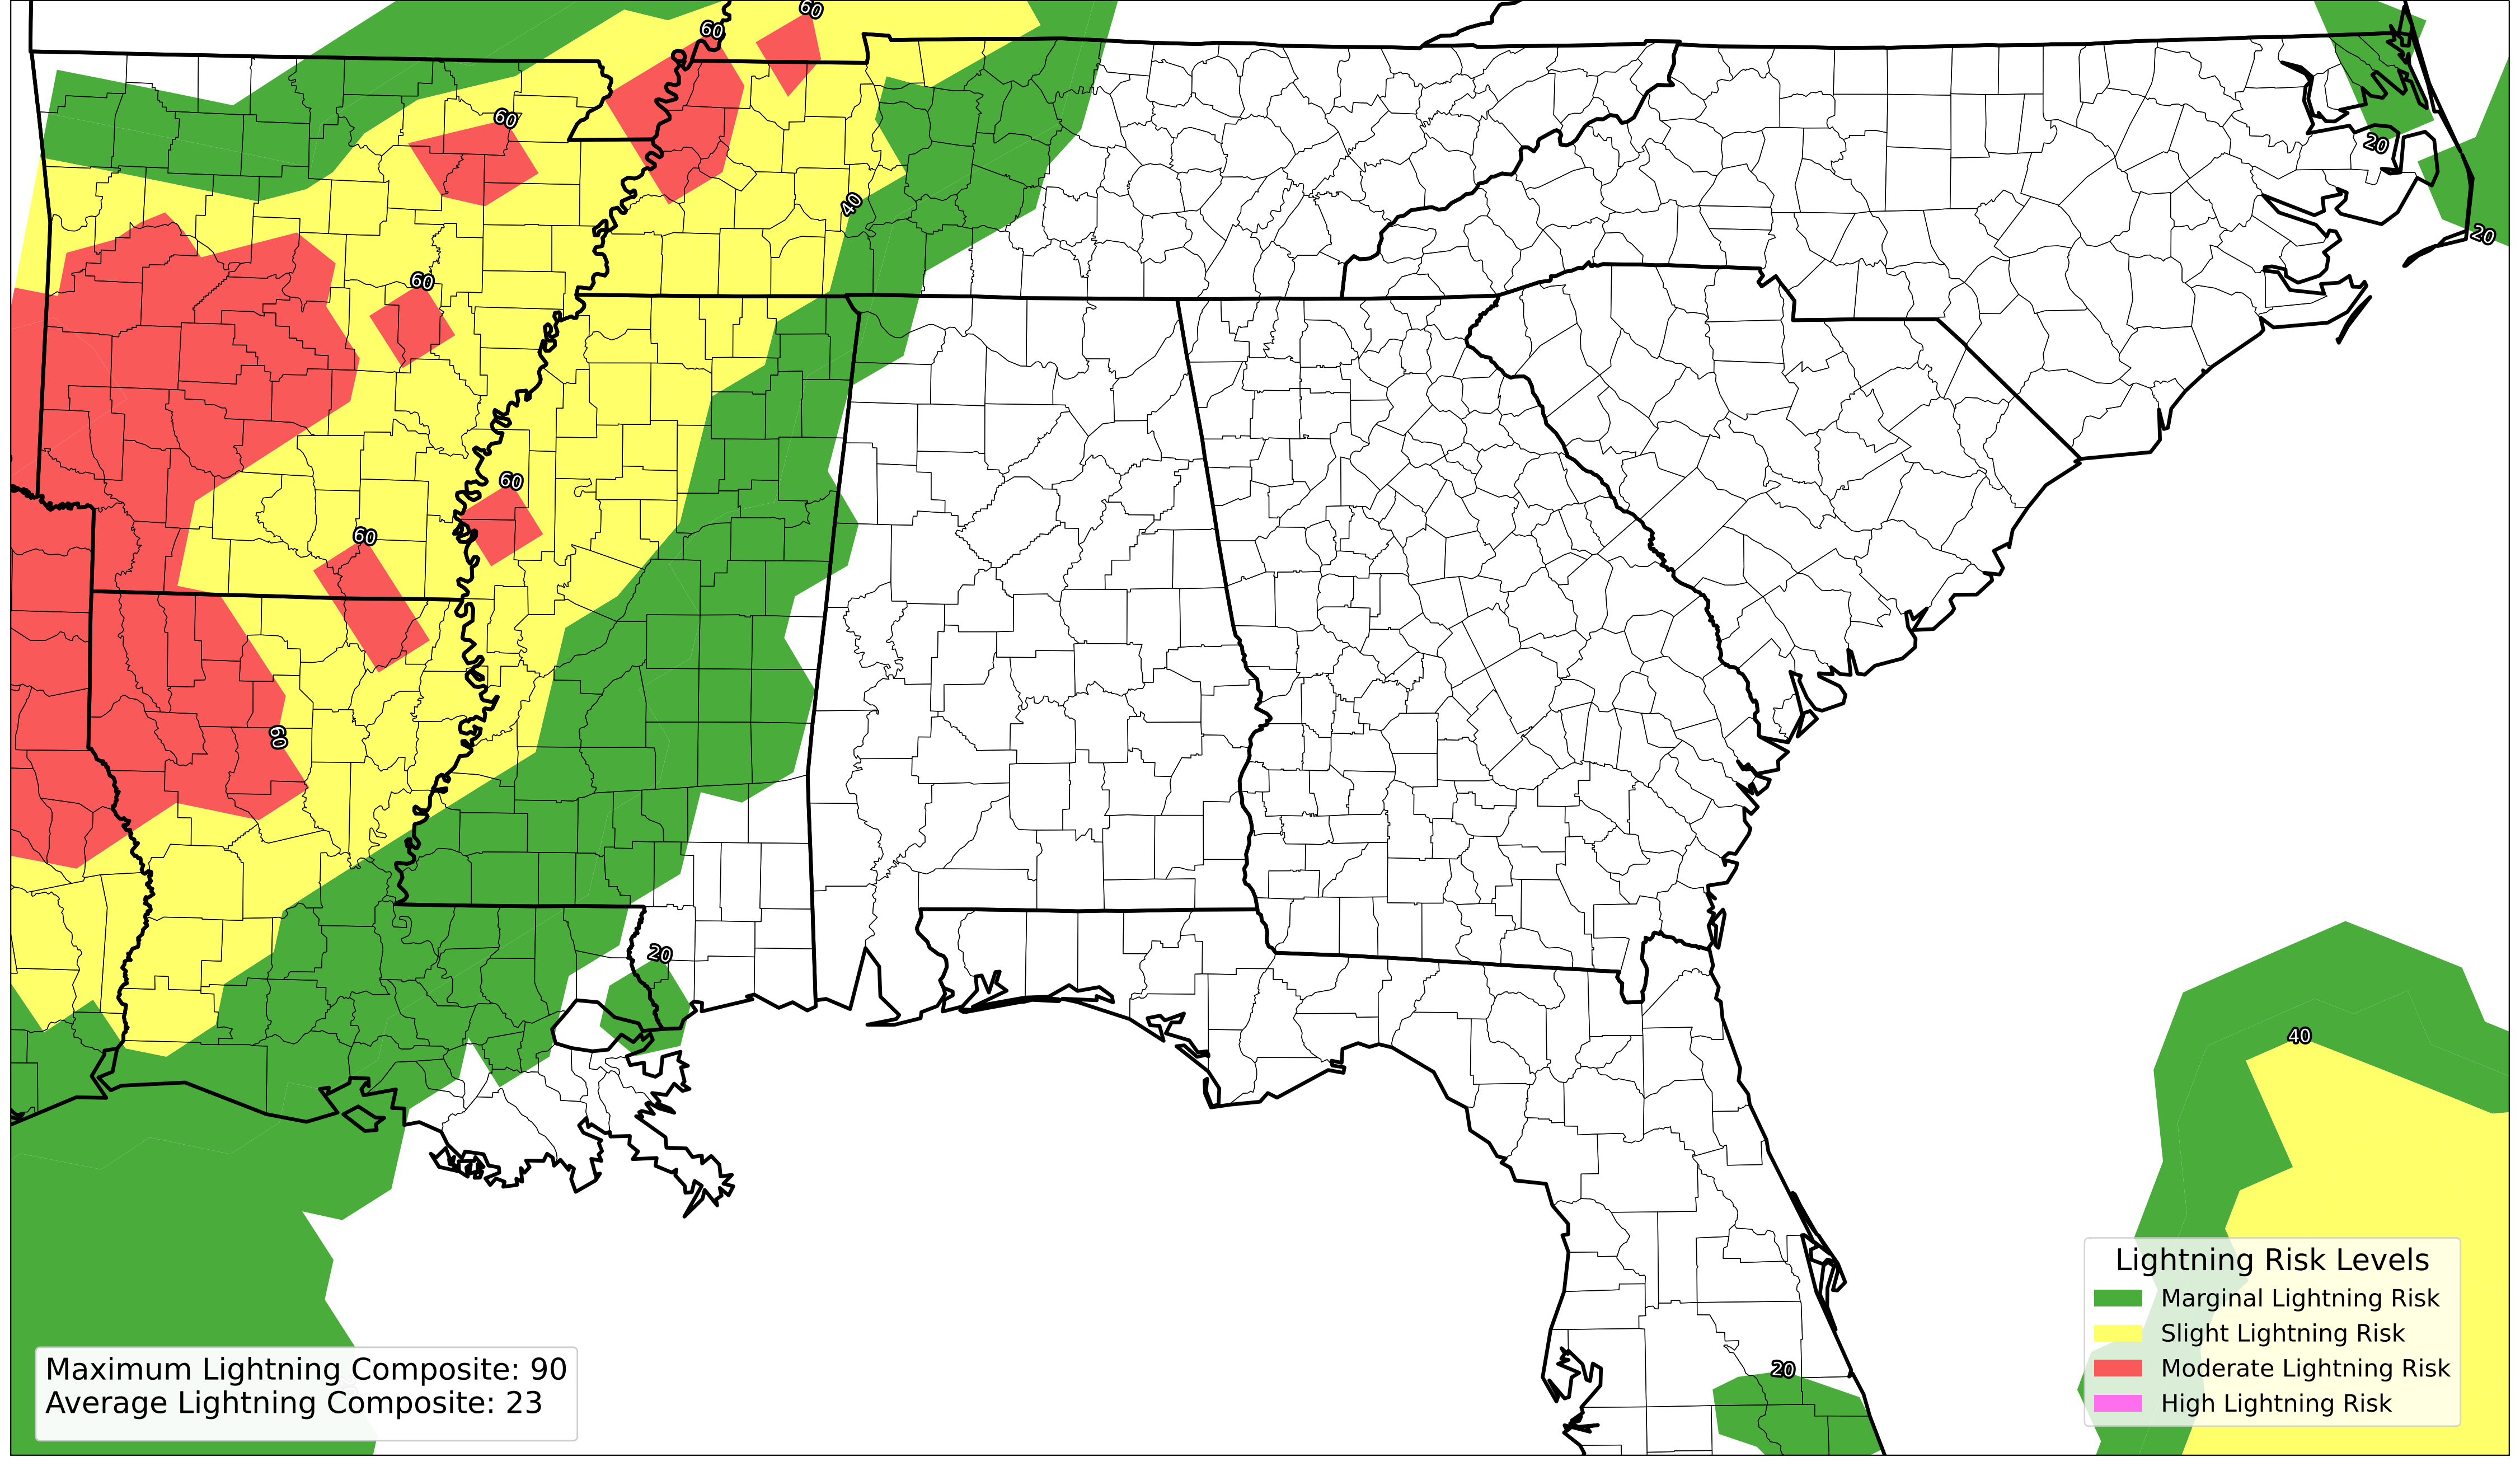 60
60
60
20
40
20
60
60
60
60
20
40
Lightning Risk Levels
Marginal Lightning Risk
Slight Lightning Risk
Moderate Lightning Risk
High Lightning Risk
Maximum Lightning Composite: 90
Average Lightning Composite: 23
20